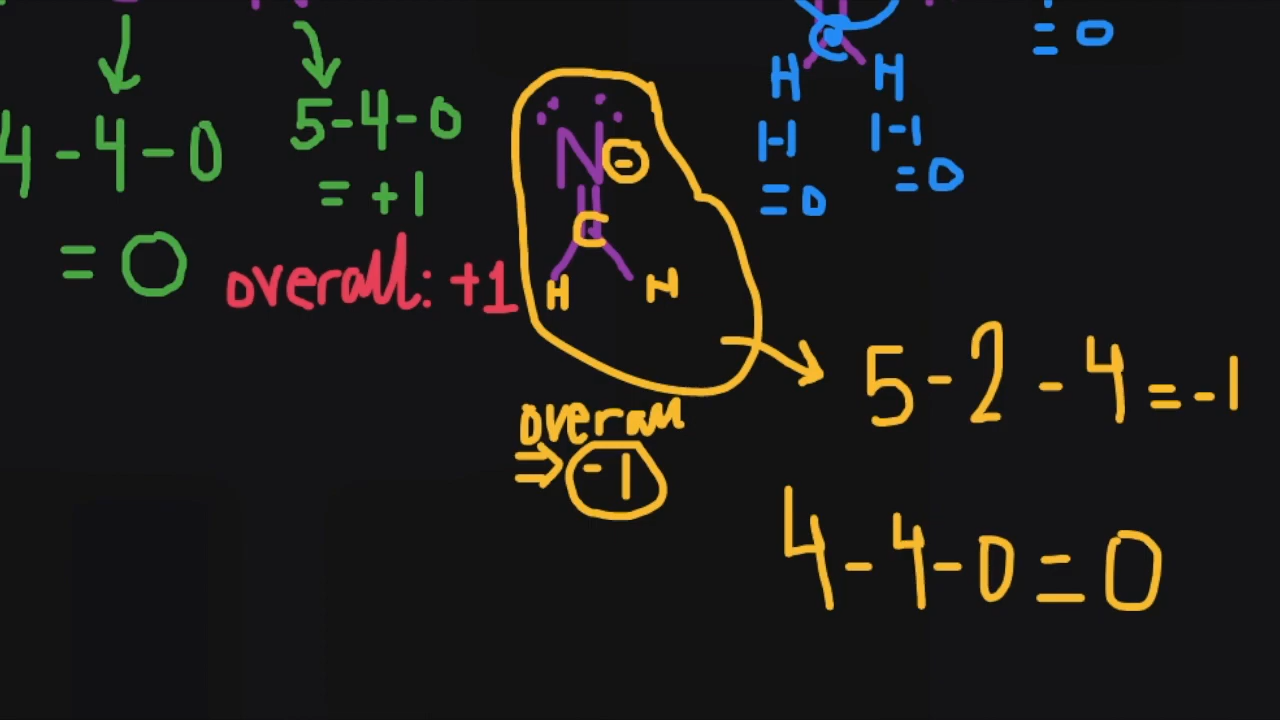 = 0
4-4-0
= 0
5-4-0
= +1
overall: +1
N -
C
H H
overall
⇒ -1
C
H H
1-1
= 0
1-1
= 0
5-2-4=-1
4-4-0=0